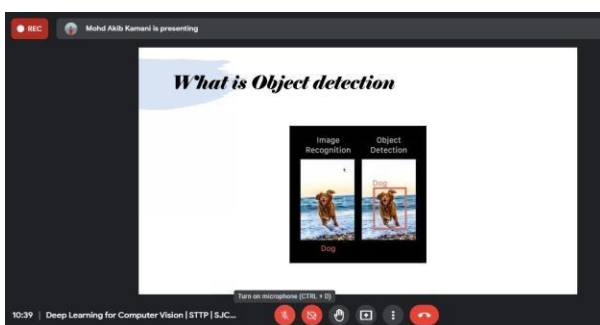 REC
Mohd Akib Kamani is presenting
What is Object detection
Image Recognition
Object Detection
Dog
Dog
Turn on microphone (CTRL + D)
10:39 | Deep Learning for Computer Vision | STTP | SJC...